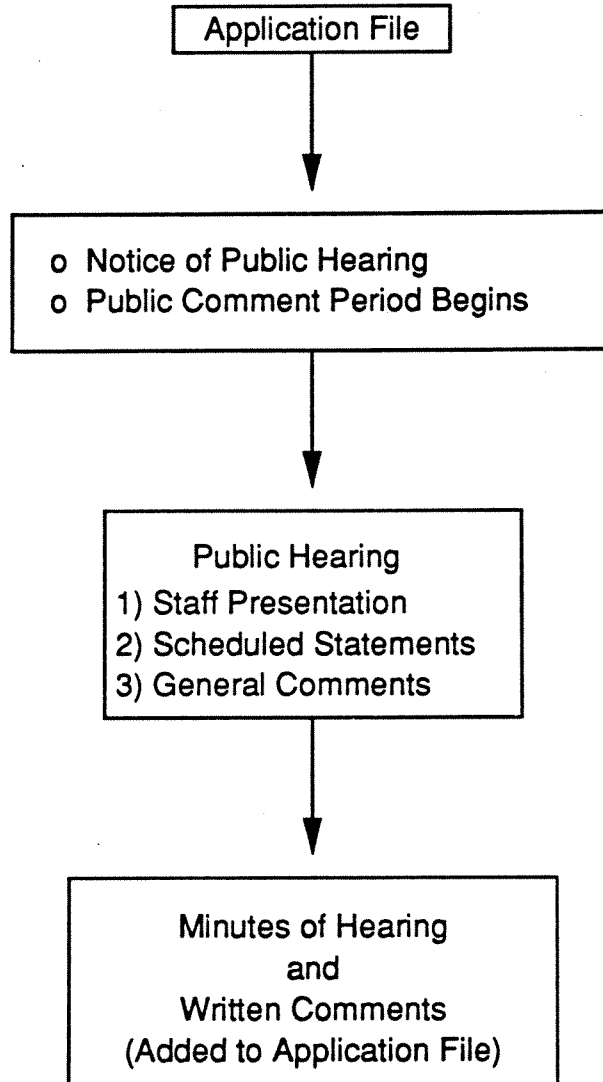 Application File
o Notice of Public Hearing
o Public Comment Period Begins
Public Hearing
1) Staff Presentation
2) Scheduled Statements
3) General Comments
Minutes of Hearing
and
Written Comments
(Added to Application File)